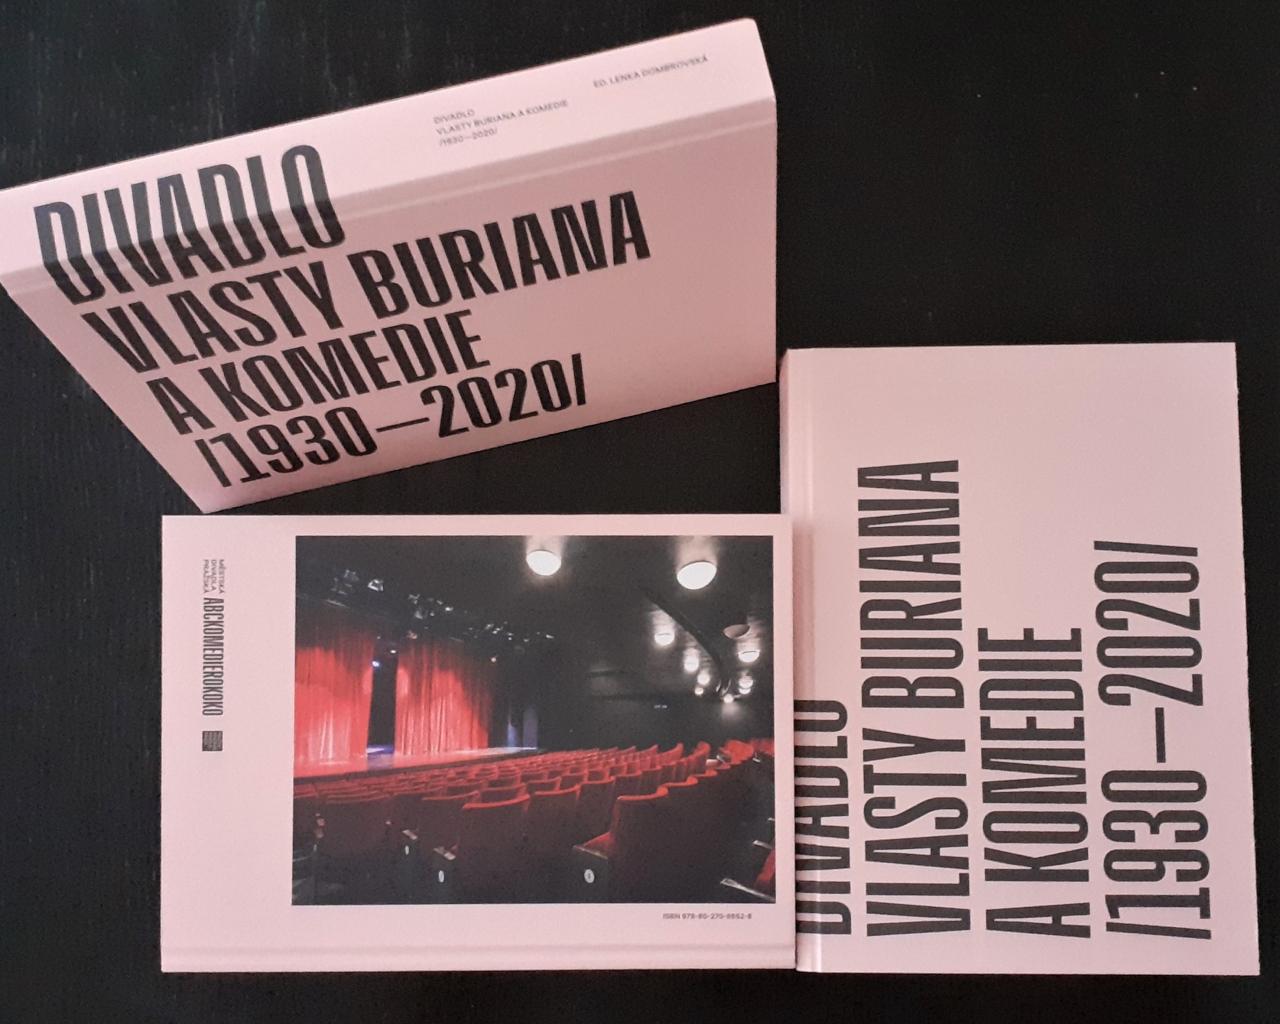 DIVADLO
VLASTY BURIANA A KOMEDIE
/1930—2020/
ED. LENKA DOMBROVSKÁ
DIVADLO
VLASTY BURIANA
A KOMEDIE
/1930—2020/
MĚSTSKÁ
DIVADLA
PRAŽSKÁ
ABCKOMEDIEROKOKO
DIVADLO
VLASTY BURIANA
A KOMEDIE
/1930—2020/